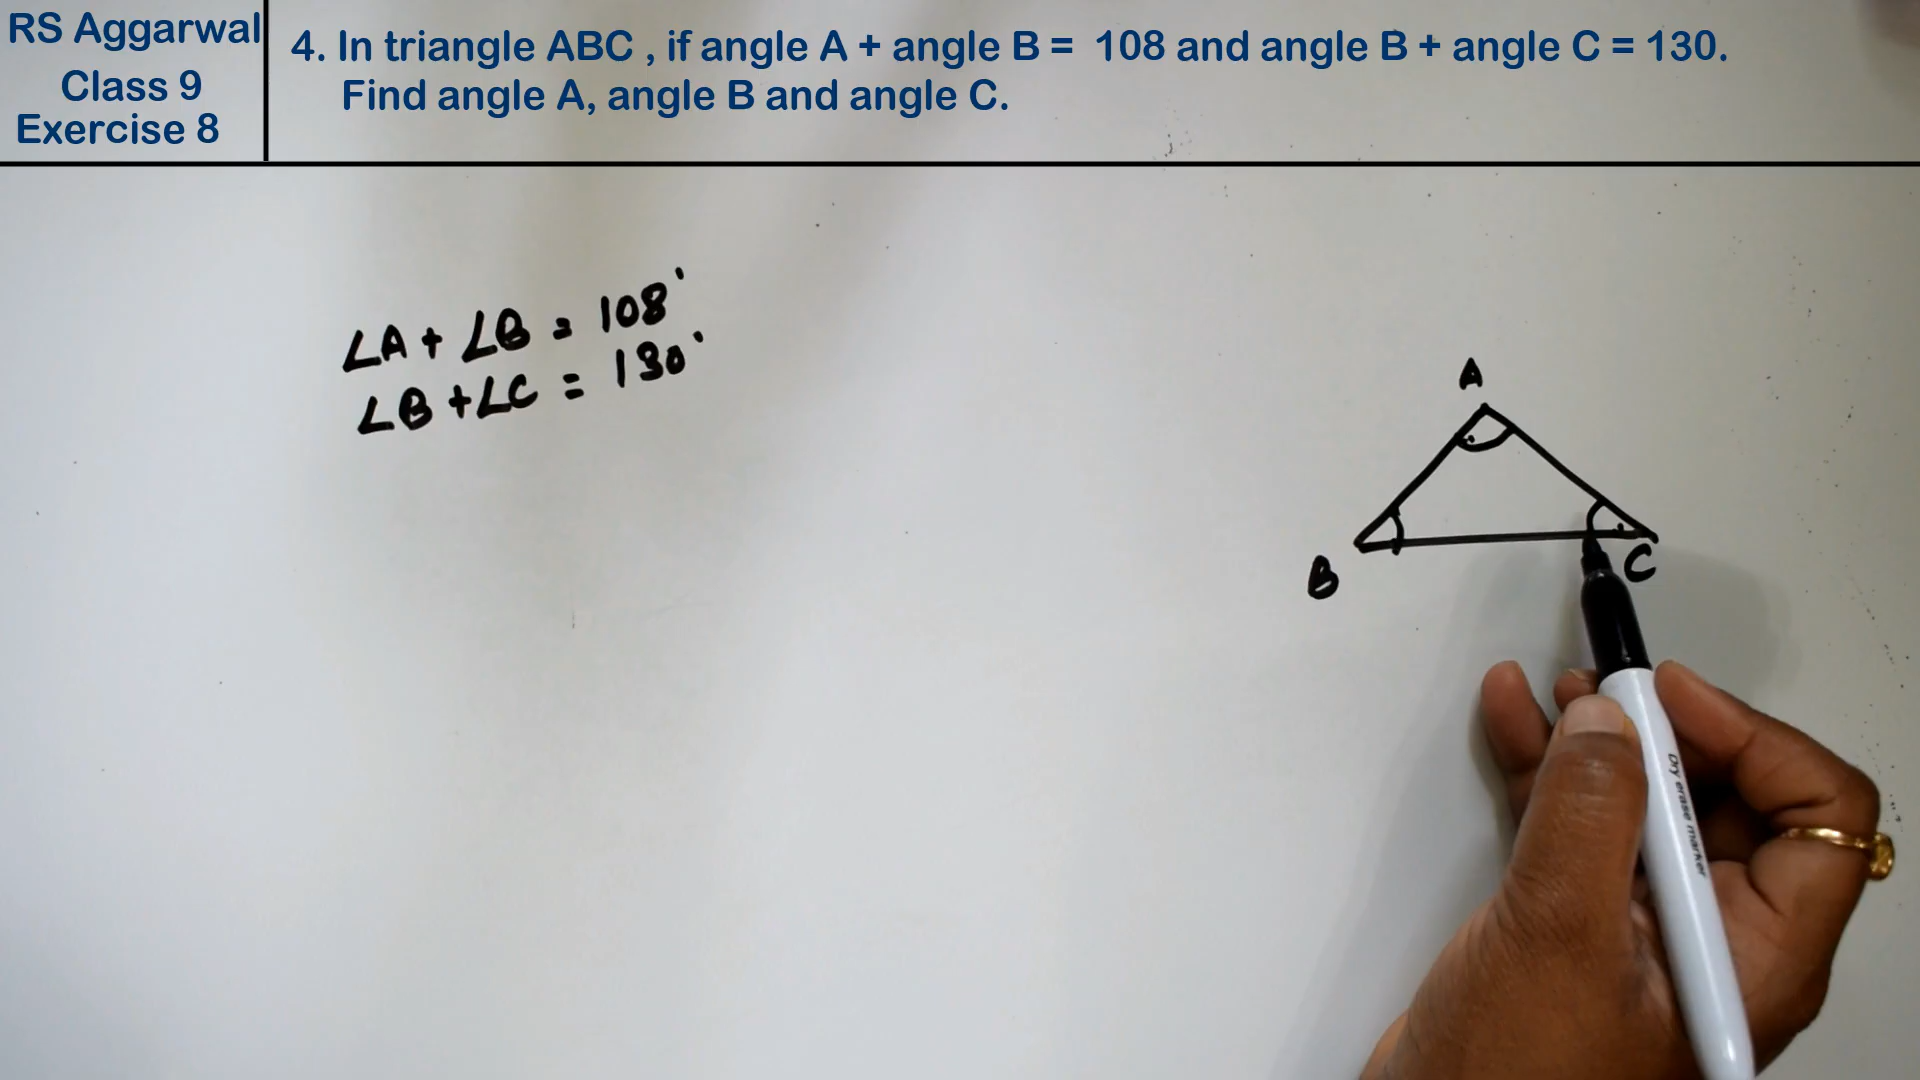 RS Aggarwal
Class 9
Exercise 8
4. In triangle ABC , if angle A + angle B = 108 and angle B + angle C = 130.
Find angle A, angle B and angle C.
∠A + ∠B = 108°
∠B + ∠C = 130°
A
B
C
Dry erase marker